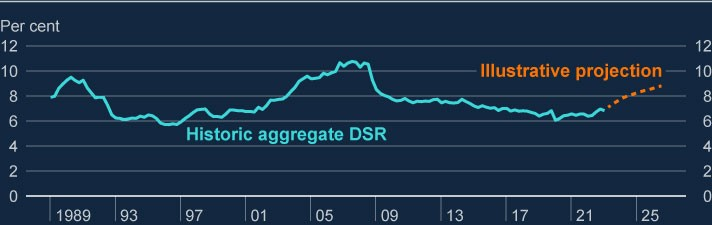 Per cent
12 12
10 Illustrative projection 10
8 8
6 6
Historic aggregate DSR
4 4
2 2
0 0
1989 93 97 01 05 09 13 17 21 25